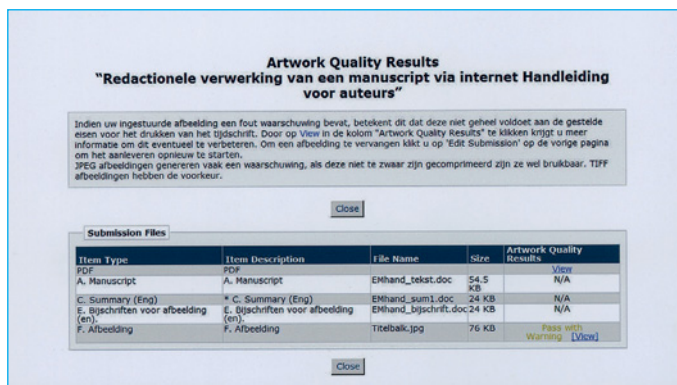 Artwork Quality Results
"Redactionele verwerking van een manuscript via internet Handleiding
voor auteurs"
Indien uw ingestuurde afbeelding een fout waarschuwing bevat, betekent dit dat deze niet geheel voldoet aan de gestelde
eisen voor het drukken van het tijdschrift. Door op View in de kolom "Artwork Quality Results" te klikken krijgt u meer
informatie om dit eventueel te verbeteren. Om een afbeelding te vervangen klikt u op 'Edit Submission' op de vorige pagina
om het aanleveren opnieuw te starten.
JPEG afbeeldingen genereren vaak een waarschuwing, als deze niet te zwaar zijn gecomprimeerd zijn ze wel bruikbaar. TIFF
afbeeldingen hebben de voorkeur.
Close
Submission Files
Item Type Item Description File Name Size Artwork Quality Results
PDF PDF View
A. Manuscript A. Manuscript EMhand_tekst.doc 54.5 KB N/A
C. Summary (Eng) * C. Summary (Eng) EMhand_sum1.doc 24 KB N/A
E. Bijschriften voor afbeelding (en). E. Bijschriften voor afbeelding (en). EMhand_bijschrift.doc 24 KB N/A
F. Afbeelding F. Afbeelding Titelbalk.jpg 76 KB Pass with Warning [View]
Close